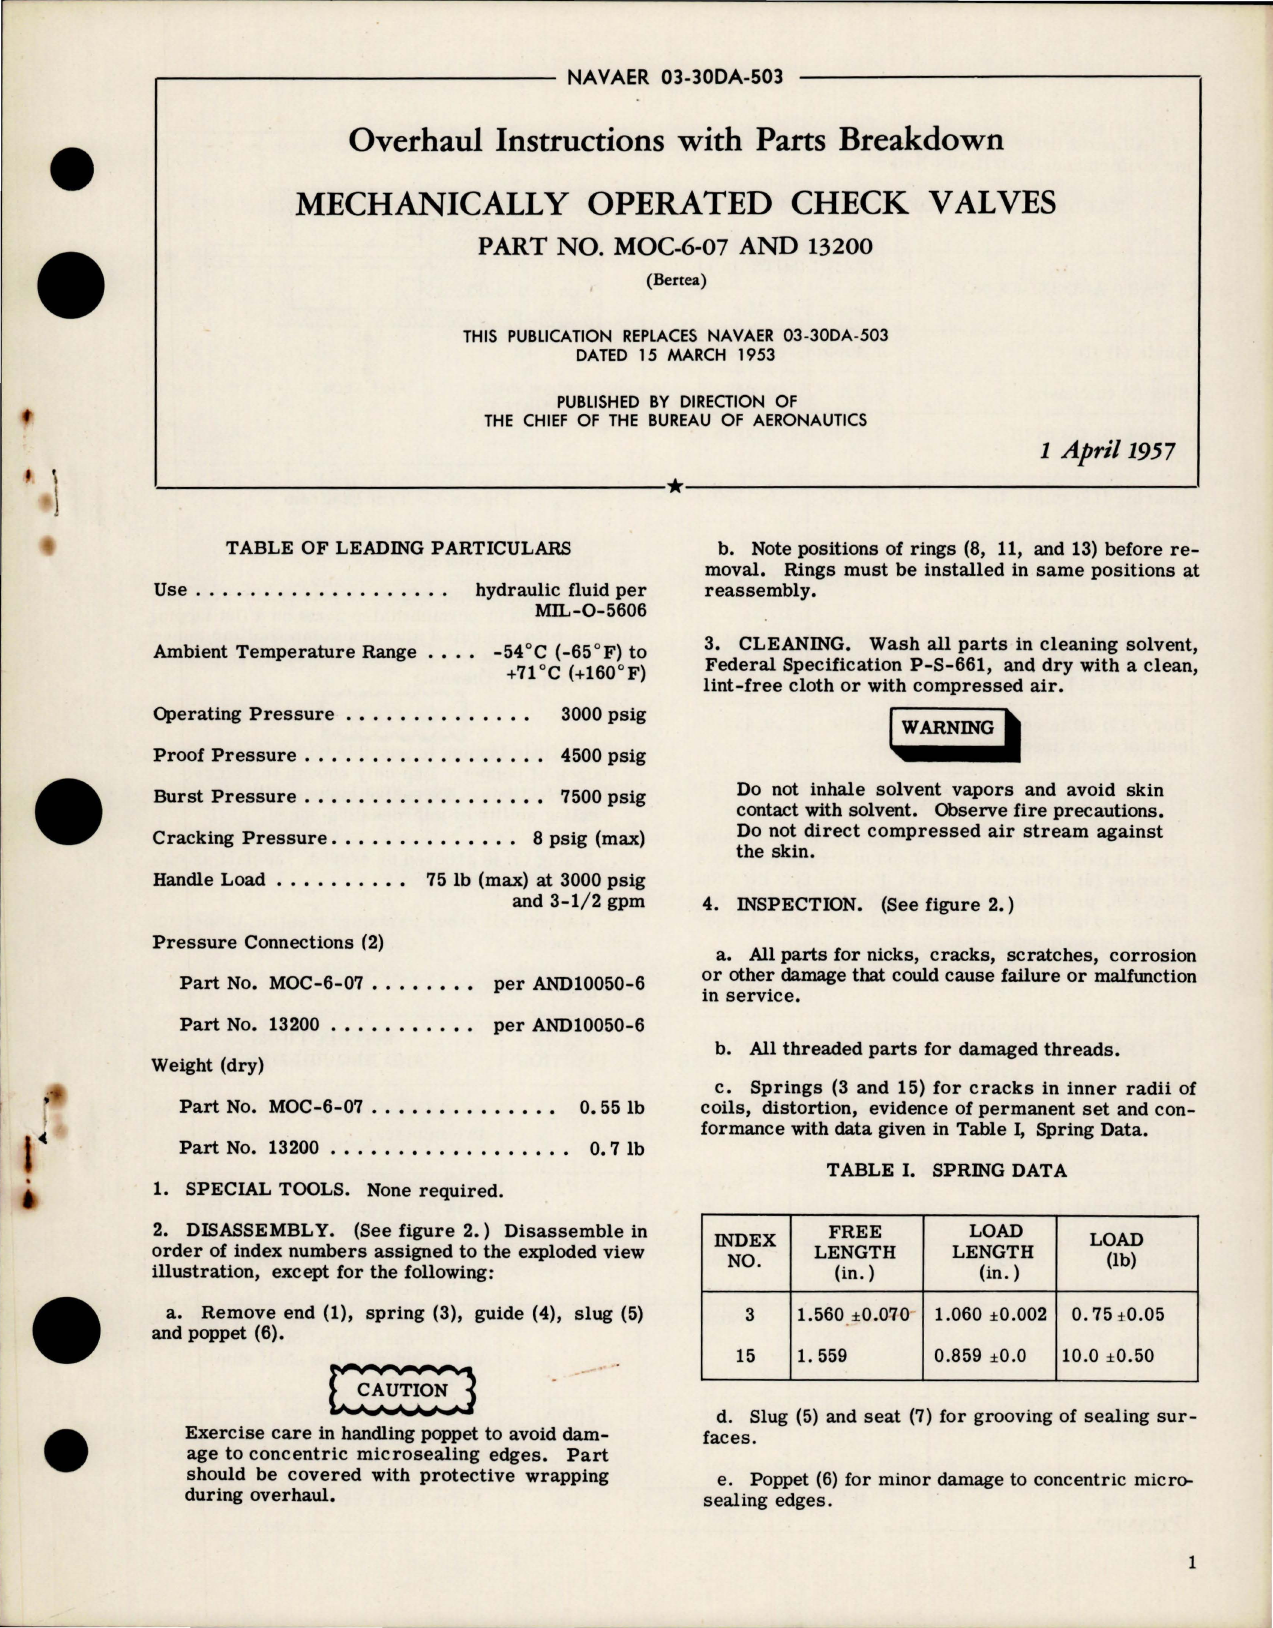 NAVAER 03-30DA-503
Overhaul Instructions with Parts Breakdown
MECHANICALLY OPERATED CHECK VALVES
PART NO. MOC-6-07 AND 13200
(Bertea)
THIS PUBLICATION REPLACES NAVAER 03-30DA-503
DATED 15 MARCH 1953
PUBLISHED BY DIRECTION OF
THE CHIEF OF THE BUREAU OF AERONAUTICS
1 April 1957
TABLE OF LEADING PARTICULARS
Use . . . . . . . . . . . . . . . . . . . hydraulic fluid per
MIL-O-5606
Ambient Temperature Range . . . . -54°C (-65°F) to
+71°C (+160°F)
Operating Pressure . . . . . . . . . . . . . . 3000 psig
Proof Pressure . . . . . . . . . . . . . . . . . . 4500 psig
Burst Pressure . . . . . . . . . . . . . . . . . . 7500 psig
Cracking Pressure . . . . . . . . . . . . . . 8 psig (max)
Handle Load . . . . . . . . . . 75 lb (max) at 3000 psig
and 3-1/2 gpm
Pressure Connections (2)
Part No. MOC-6-07 . . . . . . . . per AND10050-6
Part No. 13200 . . . . . . . . . . . per AND10050-6
Weight (dry)
Part No. MOC-6-07 . . . . . . . . . . . . . . 0.55 lb
Part No. 13200 . . . . . . . . . . . . . . . . . . 0.7 lb
1. SPECIAL TOOLS. None required.
2. DISASSEMBLY. (See figure 2.) Disassemble in
order of index numbers assigned to the exploded view
illustration, except for the following:
a. Remove end (1), spring (3), guide (4), slug (5)
and poppet (6).
CAUTION
Exercise care in handling poppet to avoid dam-
age to concentric microsealing edges. Part
should be covered with protective wrapping
during overhaul.
b. Note positions of rings (8, 11, and 13) before re-
moval. Rings must be installed in same positions at
reassembly.
3. CLEANING. Wash all parts in cleaning solvent,
Federal Specification P-S-661, and dry with a clean,
lint-free cloth or with compressed air.
WARNING
Do not inhale solvent vapors and avoid skin
contact with solvent. Observe fire precautions.
Do not direct compressed air stream against
the skin.
4. INSPECTION. (See figure 2.)
a. All parts for nicks, cracks, scratches, corrosion
or other damage that could cause failure or malfunction
in service.
b. All threaded parts for damaged threads.
c. Springs (3 and 15) for cracks in inner radii of
coils, distortion, evidence of permanent set and con-
formance with data given in Table I, Spring Data.
TABLE I. SPRING DATA
INDEX NO. FREE LENGTH (in.) LOAD LENGTH (in.) LOAD (lb)
3 1.560 ±0.070 1.060 ±0.002 0.75 ±0.05
15 1.559 0.859 ±0.0 10.0 ±0.50
d. Slug (5) and seat (7) for grooving of sealing sur-
faces.
e. Poppet (6) for minor damage to concentric micro-
sealing edges.
1